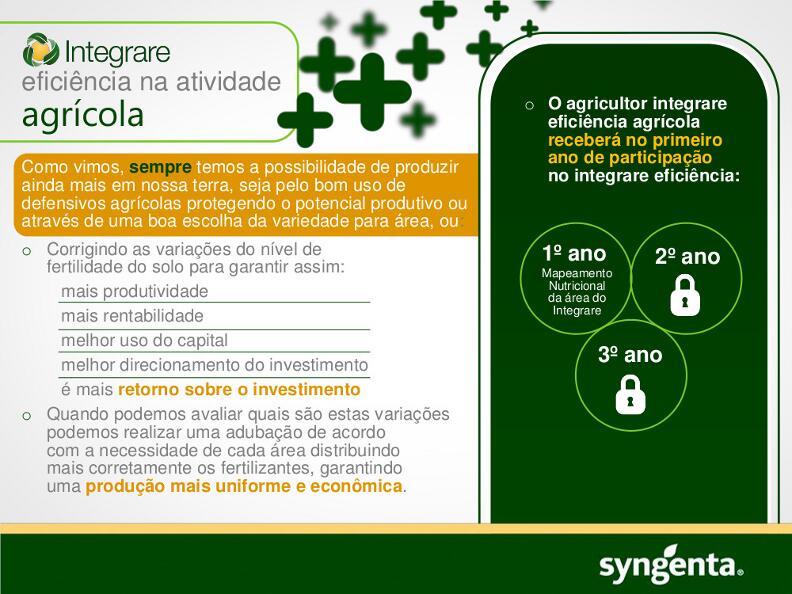 Integrare
eficiência na atividade
agrícola
Como vimos, sempre temos a possibilidade de produzir
ainda mais em nossa terra, seja pelo bom uso de
defensivos agrícolas protegendo o potencial produtivo ou
através de uma boa escolha da variedade para área, ou:
o Corrigindo as variações do nível de
fertilidade do solo para garantir assim:
mais produtividade
mais rentabilidade
melhor uso do capital
melhor direcionamento do investimento
é mais retorno sobre o investimento
o Quando podemos avaliar quais são estas variações
podemos realizar uma adubação de acordo
com a necessidade de cada área distribuindo
mais corretamente os fertilizantes, garantindo
uma produção mais uniforme e econômica.
o O agricultor integrare
eficiência agrícola
receberá no primeiro
ano de participação
no integrare eficiência:
1º ano
Mapeamento
Nutricional
da área do
Integrare
2º ano
3º ano
syngenta®